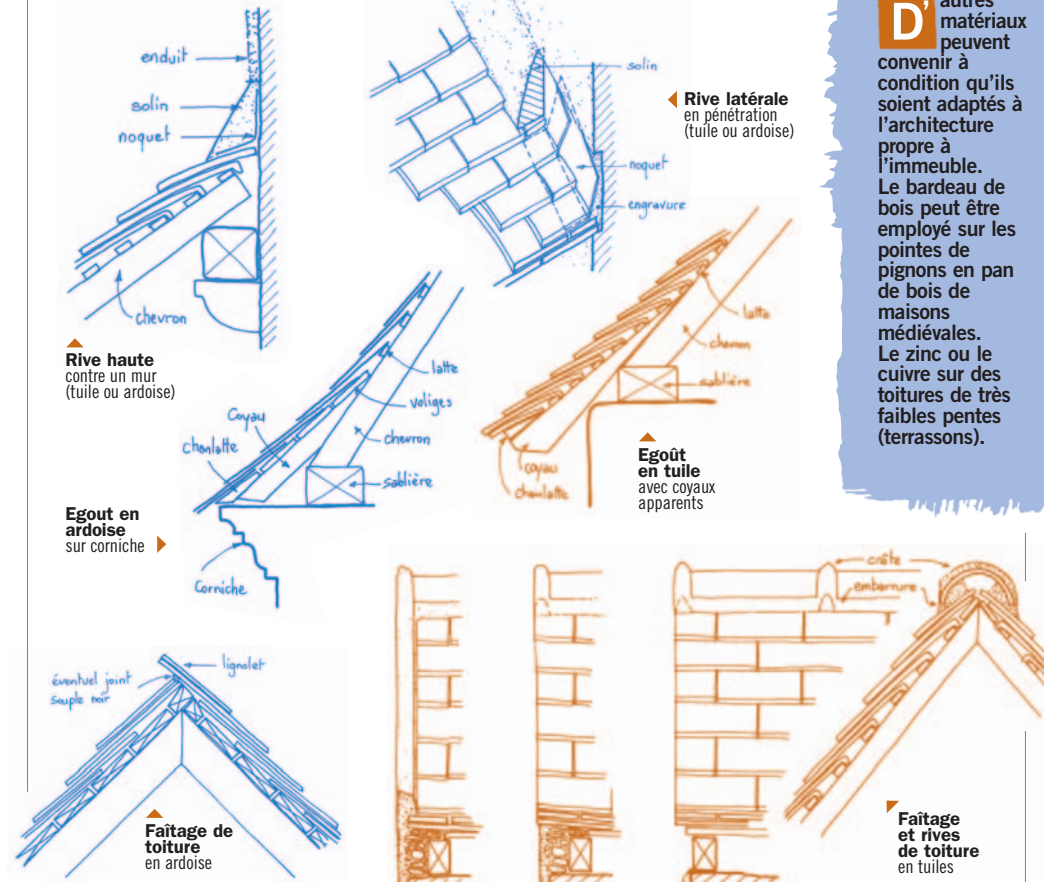 enduit
solin
noquet
chevron
Rive haute
contre un mur
(tuile ou ardoise)
solin
noquet
engravure
Rive latérale
en pénétration
(tuile ou ardoise)
D'
autres
matériaux
peuvent
convenir à
condition qu'ils
soient adaptés à
l'architecture
propre à
l'immeuble.
Le bardeau de
bois peut être
employé sur les
pointes de
pignons en pan
de bois de
maisons
médiévales.
Le zinc ou le
cuivre sur des
toitures de très
faibles pentes
(terrassons).
latte
voliges
Coyau
chevron
chanlatte
sablière
Corniche
Egout en
ardoise
sur corniche
latte
chevron
sablière
coyau
chanlatte
Egoût
en tuile
avec coyaux
apparents
lignolet
éventuel joint
souple noir
Faîtage de
toiture
en ardoise
crête
embarrure
Faîtage
et rives
de toiture
en tuiles